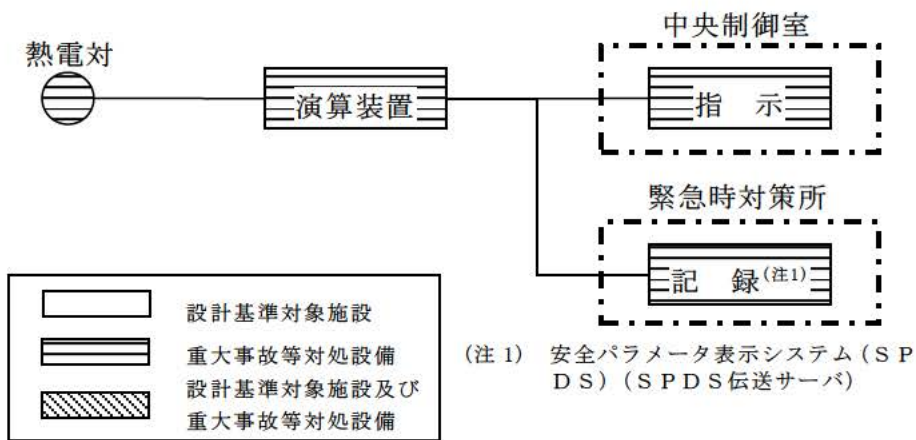 中央制御室
熱電対
演算装置
指　示
緊急時対策所
記　録(注1)
設計基準対象施設
重大事故等対処設備
設計基準対象施設及び
重大事故等対処設備
(注1)　安全パラメータ表示システム(ＳＰ
ＤＳ)(ＳＰＤＳ伝送サーバ)